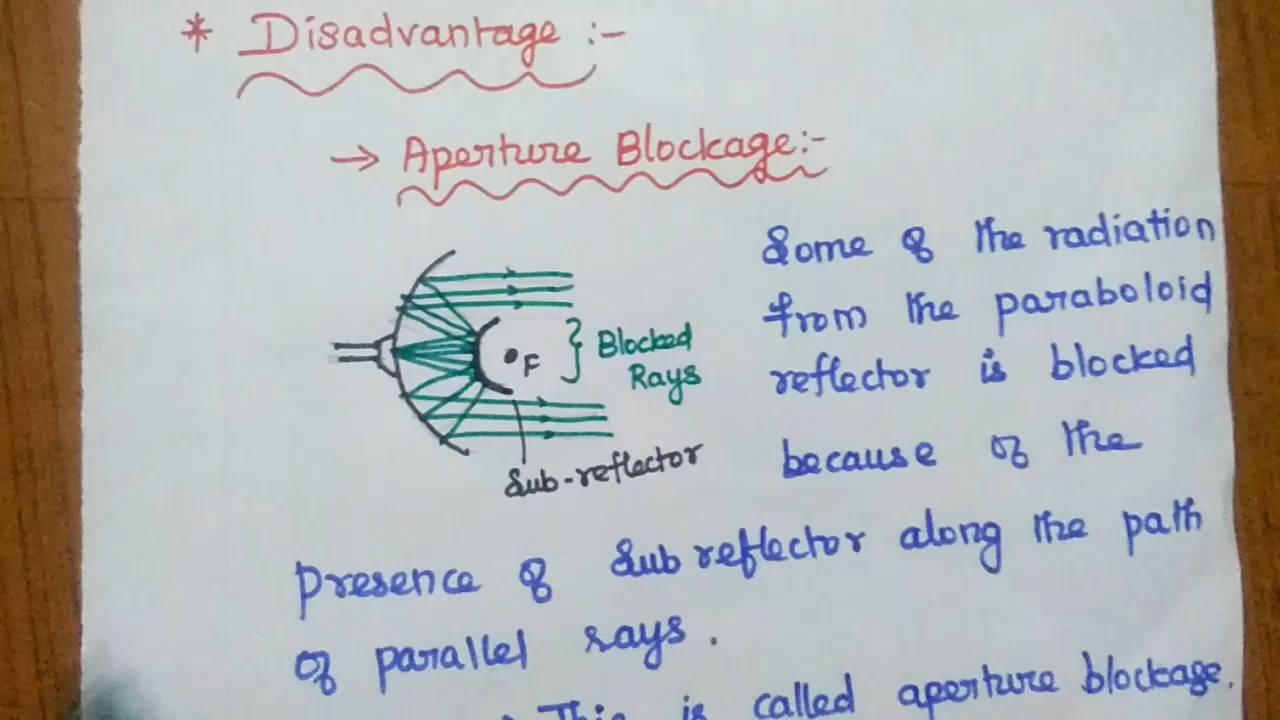 * Disadvantage :-
→ Aperture Blockage:-
Some of the radiation
from the paraboloid
reflector is blocked
because of the
F
} Blocked
Rays
Sub-reflector
presence of Sub reflector along the path
of parallel rays.
→ This is called aperture blockage.